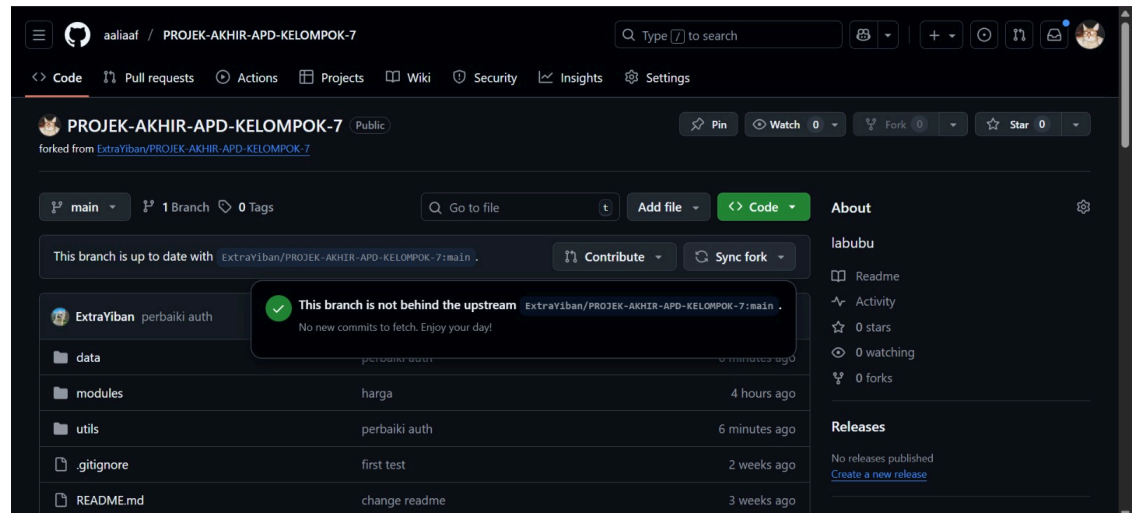 aaliaaf / PROJEK-AKHIR-APD-KELOMPOK-7
Type / to search
Code Pull requests Actions Projects Wiki Security Insights Settings
PROJEK-AKHIR-APD-KELOMPOK-7 Public
Pin Watch 0 Fork 0 Star 0
forked from ExtraYiban/PROJEK-AKHIR-APD-KELOMPOK-7
main 1 Branch 0 Tags
Go to file t
Add file Code
This branch is up to date with ExtraYiban/PROJEK-AKHIR-APD-KELOMPOK-7:main .
Contribute Sync fork
This branch is not behind the upstream ExtraYiban/PROJEK-AKHIR-APD-KELOMPOK-7:main .
No new commits to fetch. Enjoy your day!
ExtraYiban perbaiki auth
data perbaiki auth 6 minutes ago
modules harga 4 hours ago
utils perbaiki auth 6 minutes ago
.gitignore first test 2 weeks ago
README.md change readme 3 weeks ago
About
labubu
Readme
Activity
0 stars
0 watching
0 forks
Releases
No releases published
Create a new release